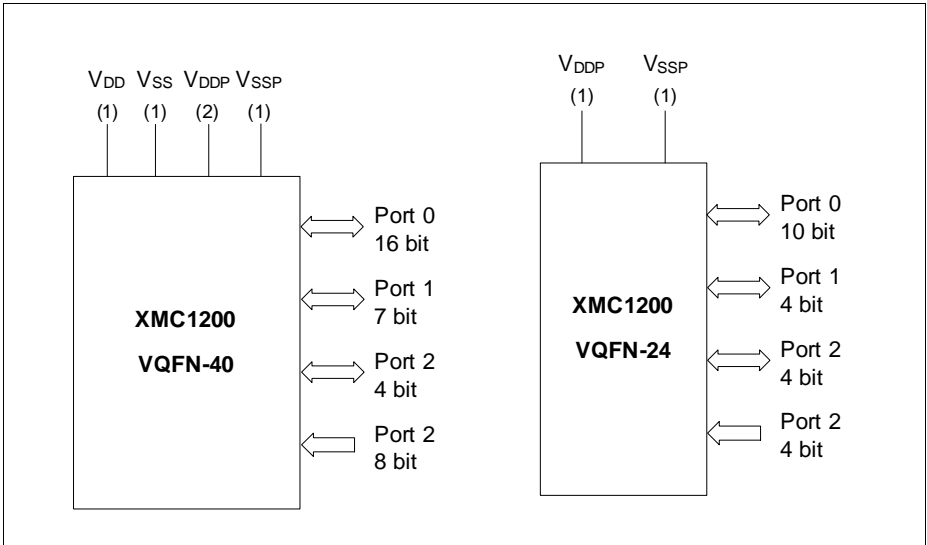 VDD VSS VDDP VSSP
(1) (1) (2) (1)
Port 0
16 bit
Port 1
7 bit
Port 2
4 bit
Port 2
8 bit
XMC1200
VQFN-40
VDDP VSSP
(1) (1)
Port 0
10 bit
Port 1
4 bit
Port 2
4 bit
Port 2
4 bit
XMC1200
VQFN-24